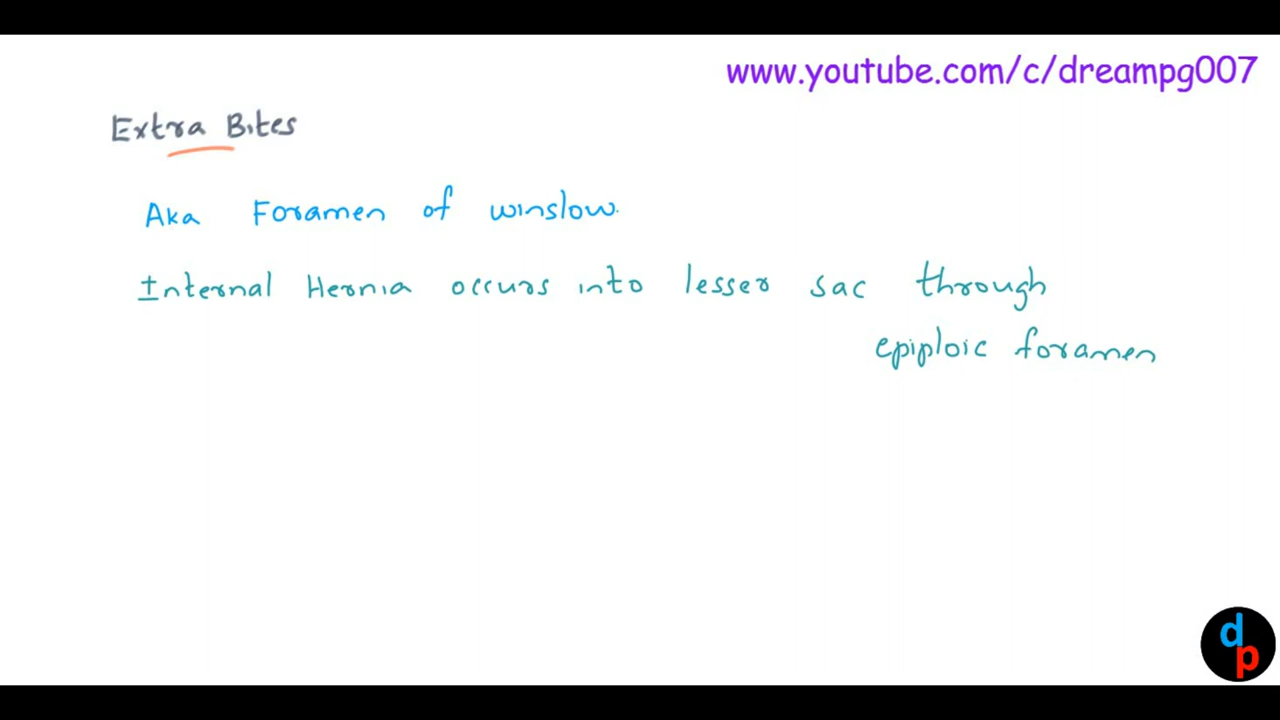 www.youtube.com/c/dreampg007
Extra Bites
Aka Foramen of winslow.
Internal Hernia occurs into lesser sac through
epiploic foramen
dp